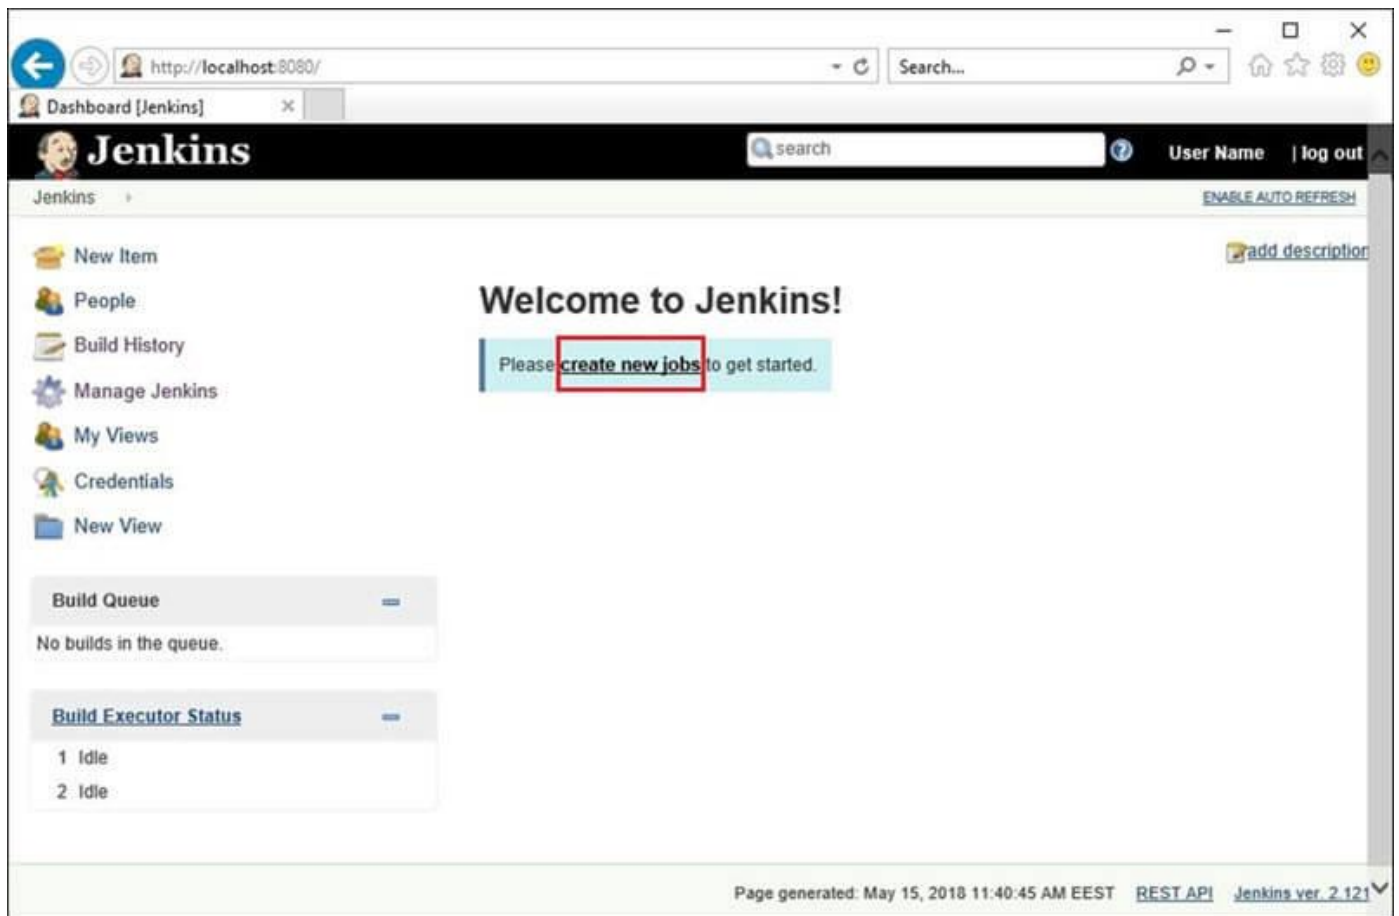 http://localhost:8080/
Search...
Dashboard [Jenkins]
Jenkins
search
User Name | log out
Jenkins
ENABLE AUTO REFRESH
New Item
People
Build History
Manage Jenkins
My Views
Credentials
New View
Build Queue
No builds in the queue.
Build Executor Status
1 Idle
2 Idle
add description
Welcome to Jenkins!
Please create new jobs to get started.
Page generated: May 15, 2018 11:40:45 AM EEST REST API Jenkins ver. 2.121